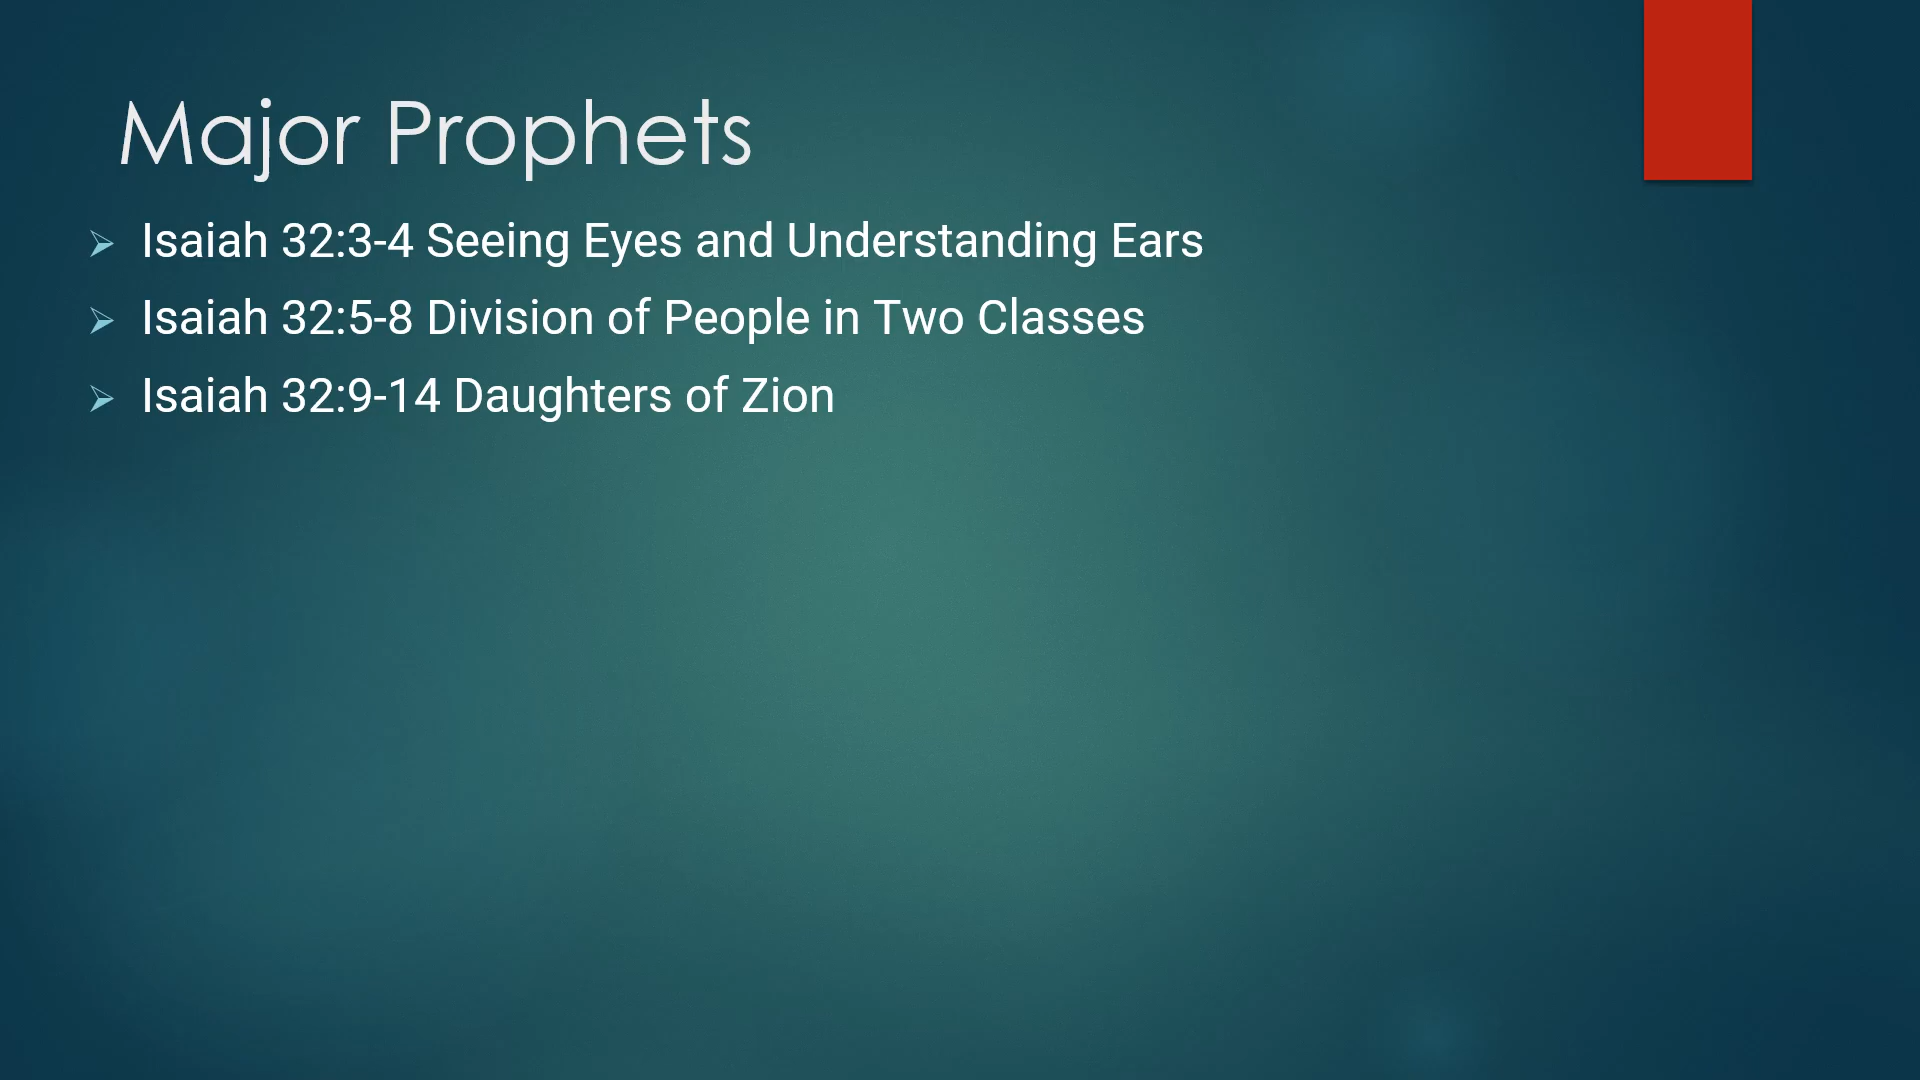 Major Prophets
Isaiah 32:3-4 Seeing Eyes and Understanding Ears
Isaiah 32:5-8 Division of People in Two Classes
Isaiah 32:9-14 Daughters of Zion